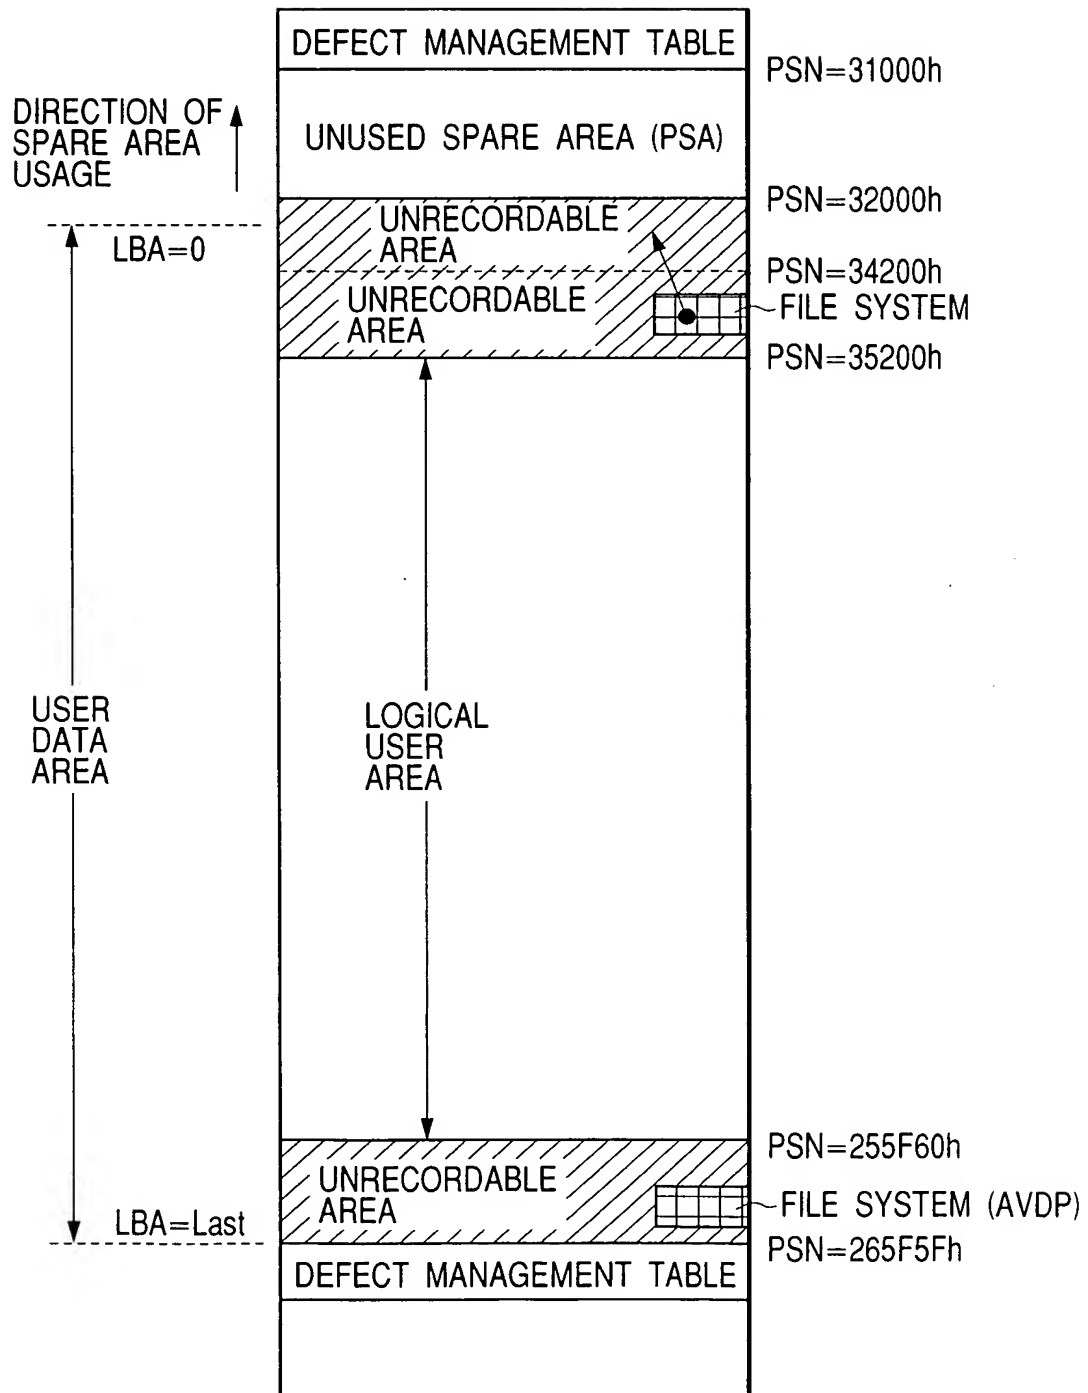 DEFECT MANAGEMENT TABLE
PSN=31000h
DIRECTION OF
SPARE AREA
USAGE
UNUSED SPARE AREA (PSA)
PSN=32000h
UNRECORDABLE
AREA
LBA=0
PSN=34200h
UNRECORDABLE
AREA
FILE SYSTEM
PSN=35200h
USER
DATA
AREA
LOGICAL
USER
AREA
PSN=255F60h
UNRECORDABLE
AREA
FILE SYSTEM (AVDP)
LBA=Last
PSN=265F5Fh
DEFECT MANAGEMENT TABLE